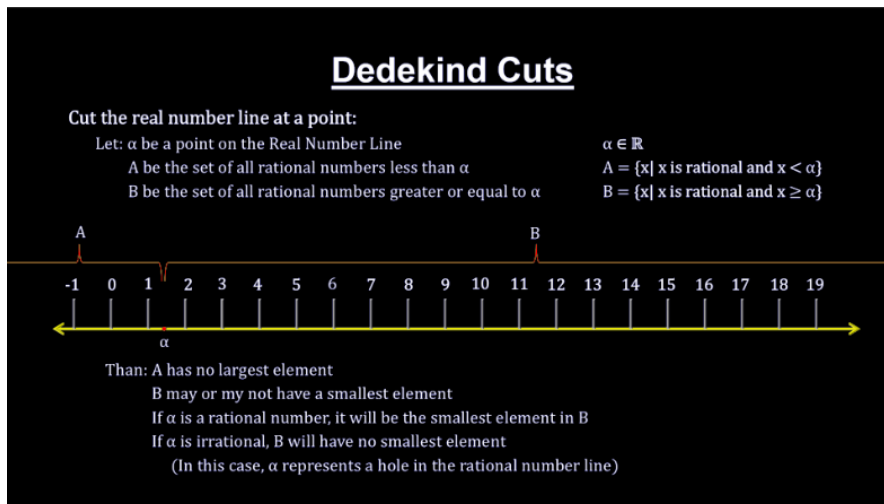 Dedekind Cuts
Cut the real number line at a point:
Let: α be a point on the Real Number Line α ∈ ℝ
A be the set of all rational numbers less than α A = {x| x is rational and x < α}
B be the set of all rational numbers greater or equal to α B = {x| x is rational and x ≥ α}
A B
-1 0 1 2 3 4 5 6 7 8 9 10 11 12 13 14 15 16 17 18 19
α
Than: A has no largest element
B may or my not have a smallest element
If α is a rational number, it will be the smallest element in B
If α is irrational, B will have no smallest element
(In this case, α represents a hole in the rational number line)